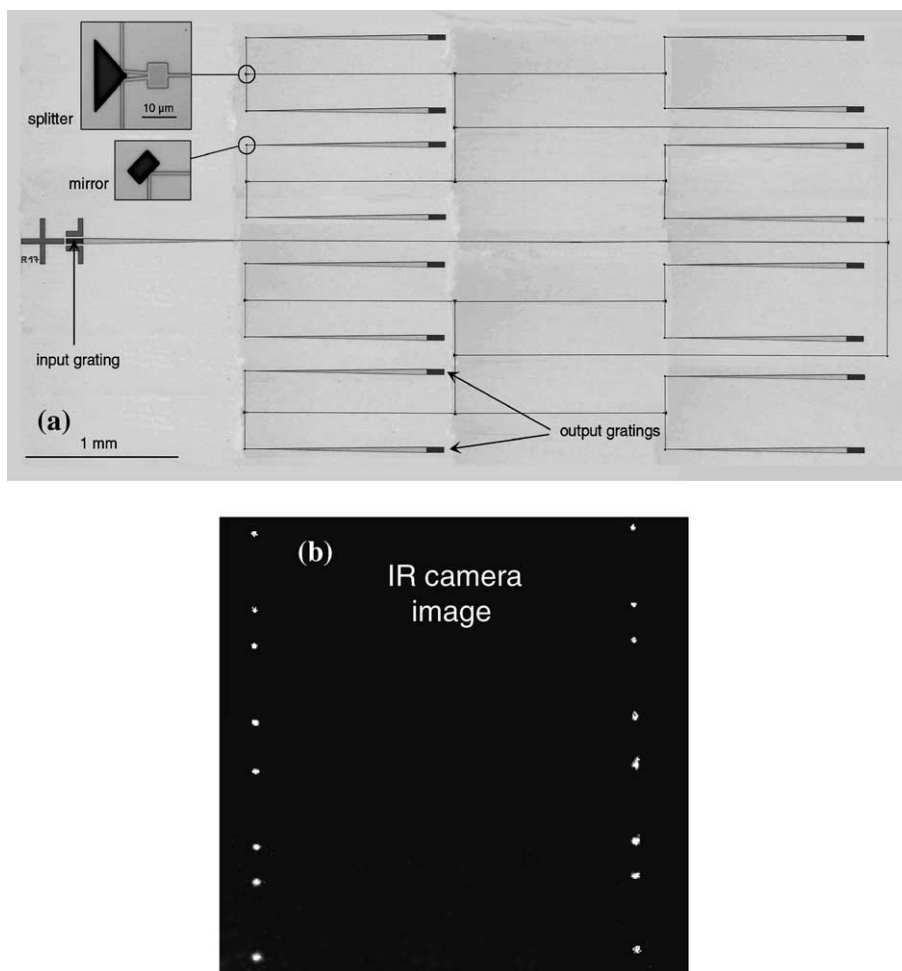 splitter
10 µm
mirror
R17
input grating
(a)
1 mm
output gratings
(b)
IR camera
image